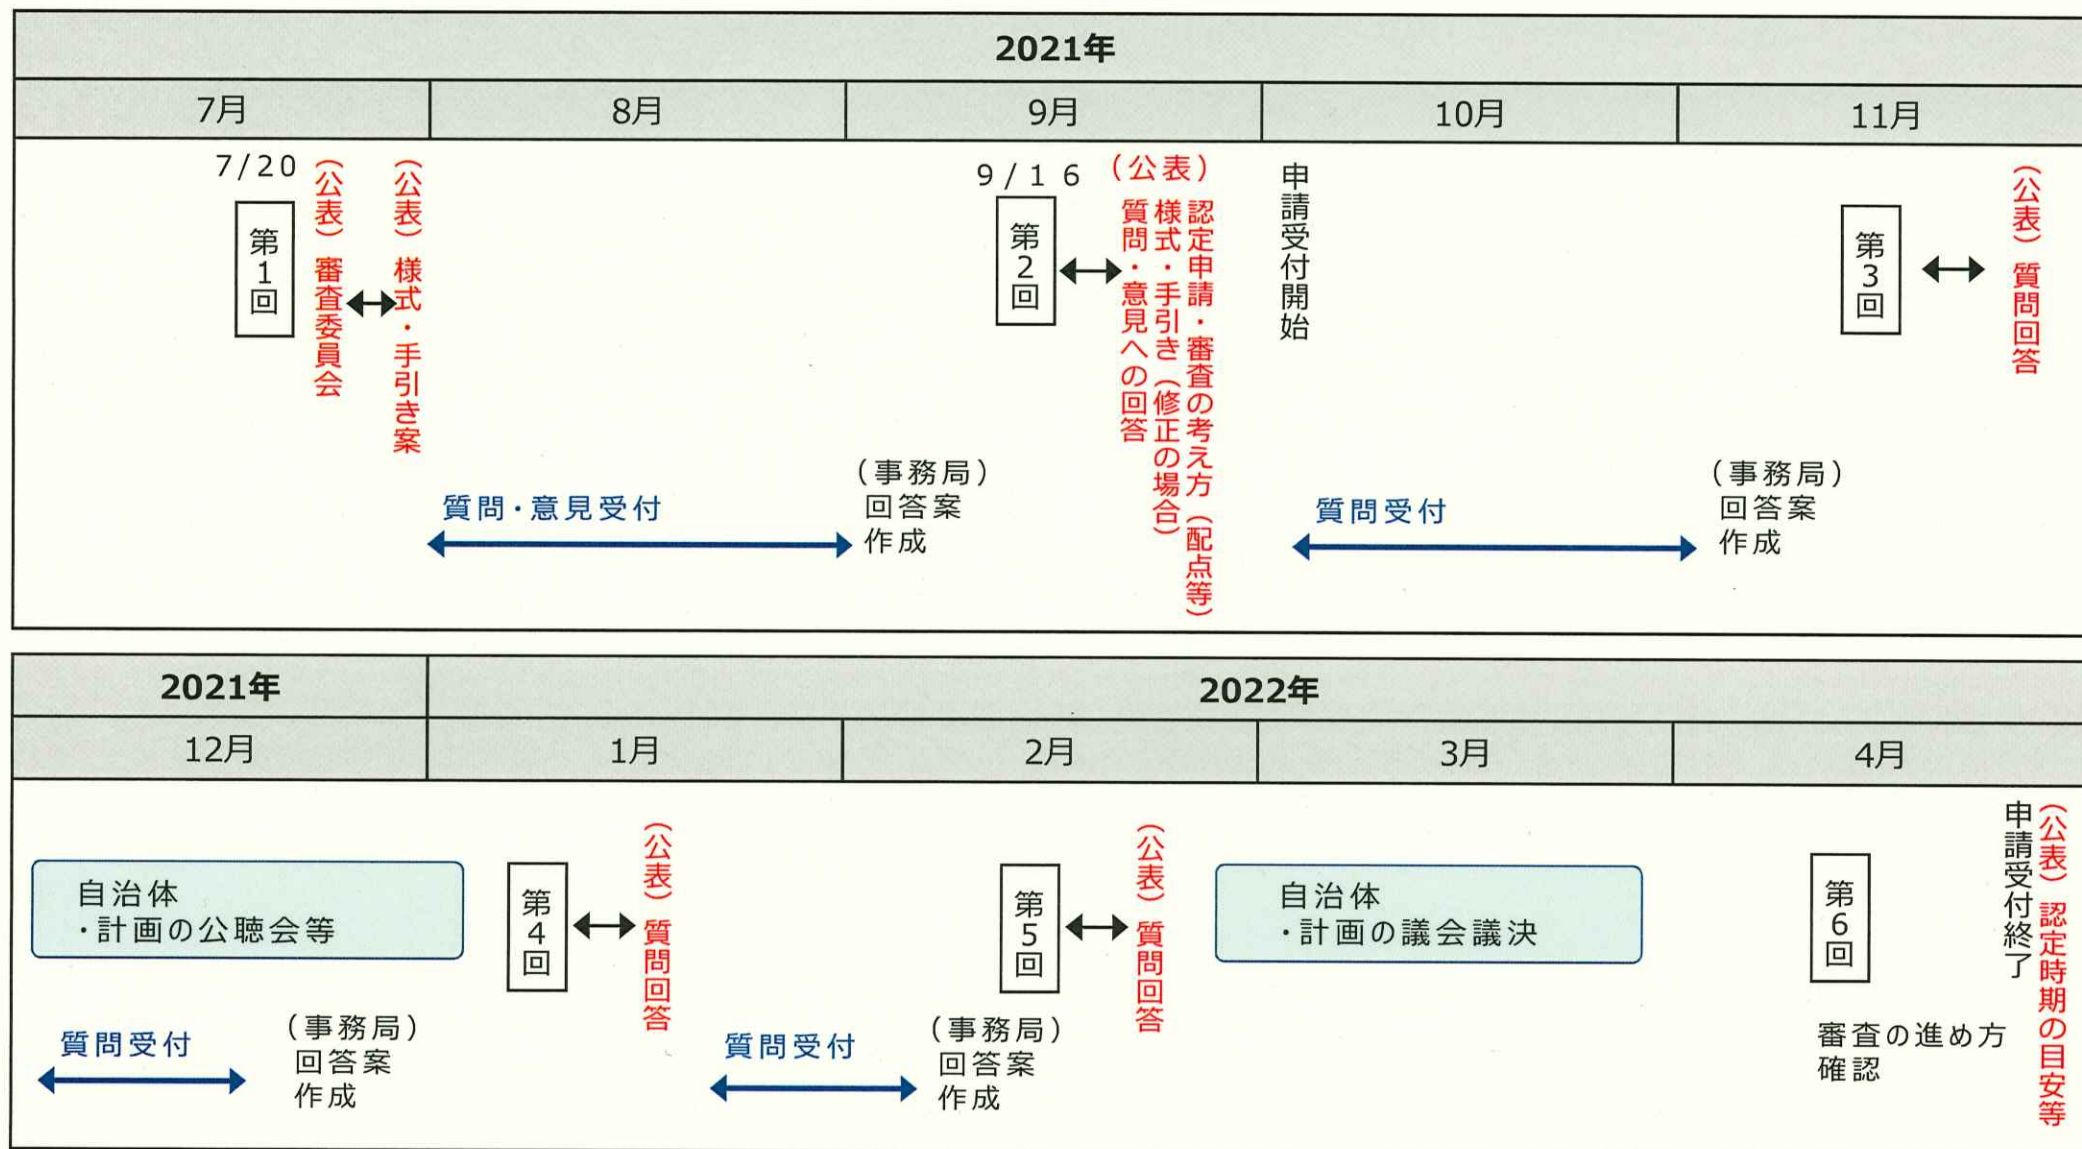 2021年
7月
8月
9月
10月
11月
7/20
第1回
(公表) 審査委員会
(公表) 様式・手引き案
質問・意見受付
(事務局)
回答案
作成
9/16
第2回
(公表)
認定申請・審査の考え方(配点等)
様式・手引き(修正の場合)
質問・意見への回答
申請受付開始
質問受付
(事務局)
回答案
作成
第3回
(公表) 質問回答
2021年
2022年
12月
1月
2月
3月
4月
自治体
・計画の公聴会等
質問受付
(事務局)
回答案
作成
第4回
(公表) 質問回答
質問受付
(事務局)
回答案
作成
第5回
(公表) 質問回答
自治体
・計画の議会議決
第6回
審査の進め方
確認
申請受付終了
(公表) 認定時期の目安等